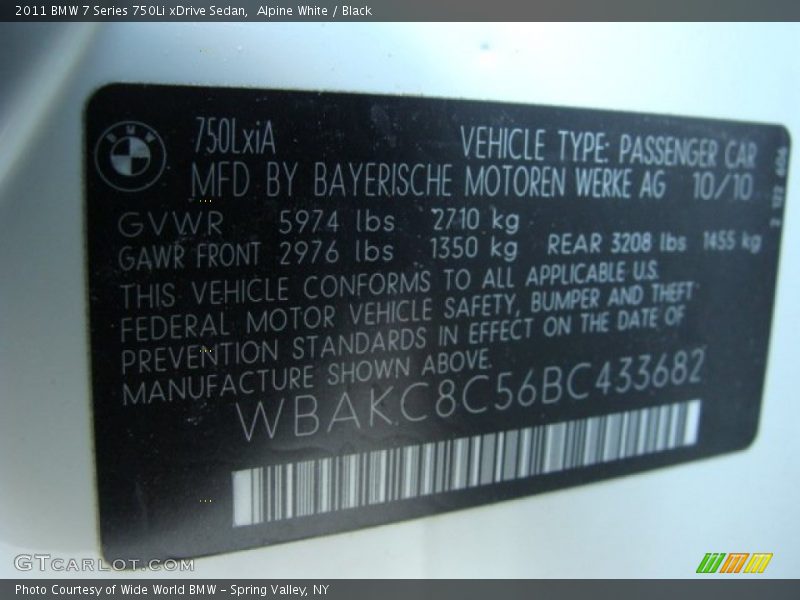 2011 BMW 7 Series 750Li xDrive Sedan, Alpine White / Black
BMW
750LxiA
VEHICLE TYPE: PASSENGER CAR
MFD BY BAYERISCHE MOTOREN WERKE AG 10/10
GVWR 5974 lbs 2710 kg
GAWR FRONT 2976 lbs 1350 kg REAR 3208 lbs 1455 kg
THIS VEHICLE CONFORMS TO ALL APPLICABLE U.S.
FEDERAL MOTOR VEHICLE SAFETY, BUMPER AND THEFT
PREVENTION STANDARDS IN EFFECT ON THE DATE OF
MANUFACTURE SHOWN ABOVE.
WBAKC8C56BC433682
GTCARLOT.COM
Photo Courtesy of Wide World BMW - Spring Valley, NY